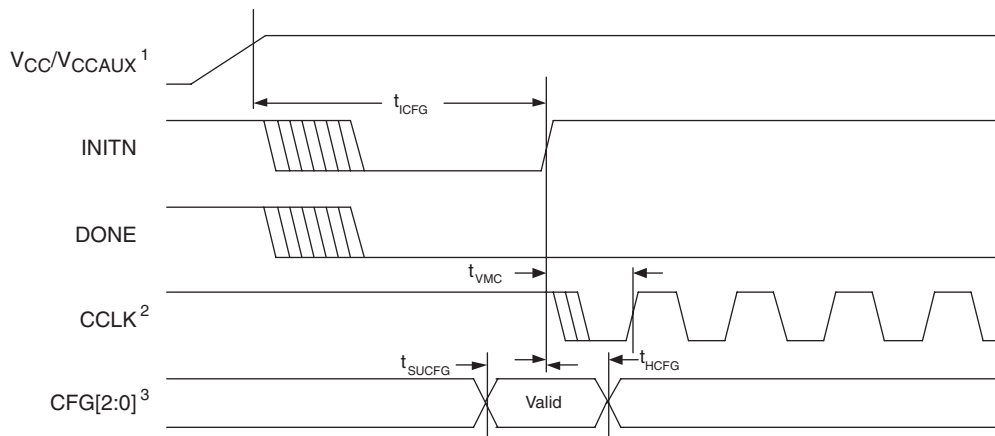 VCC/VCCAUX 1
tICFG
INITN
DONE
tVMC
CCLK 2
tSUCFG
tHCFG
CFG[2:0] 3
Valid